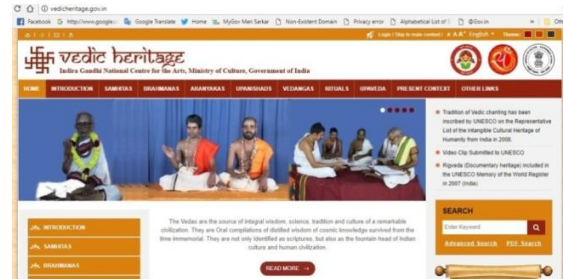 vedicheritage.gov.in
Facebook
Google Translate
Home
MyGov Meri Sarkar
Non-Existent Domain
Privacy error
Alphabetical List of
@Gov.in
Login | Skip to main content | A A A+ English
Theme:
vedic heritage
Indira Gandhi National Centre for the Arts, Ministry of Culture, Government of India
HOME INTRODUCTION SAMHITAS BRAHMANAS ARANYAKAS UPANISHADS VEDANGAS RITUALS UPAVEDA PRESENT CONTEXT OTHER LINKS
Tradition of Vedic chanting has been
inscribed by UNESCO on the Representative
List of the Intangible Cultural Heritage of
Humanity from India in 2008.
Video Clip Submitted to UNESCO
Rigveda (Documentary heritage) included in
the UNESCO Memory of the World Register
in 2007 (India)
INTRODUCTION
SAMHITAS
BRAHMANAS
The Vedas are the source of integral wisdom, science, tradition and culture of a remarkable
civilization. They are Oral compilations of distilled wisdom of cosmic knowledge survived from the
time immemorial. They are not only identified as scriptures, but also as the fountain head of Indian
culture and human civilization.
READ MORE →
SEARCH
Enter Keyword
Advanced Search PDF Search